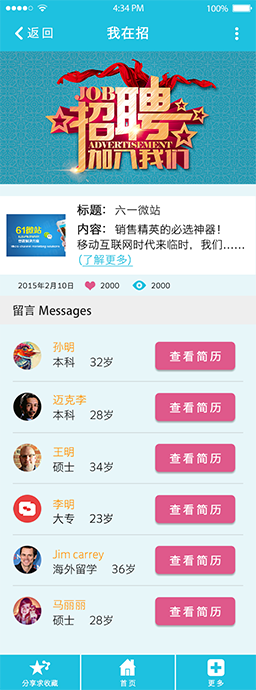 4:34 PM 100%
返回 我在招
JOB
招聘
ADVERTISEMENT
加入我们
61微站
标题： 六一微站
内容： 销售精英的必选神器！
移动互联网时代来临时，我们……
(了解更多)
2015年2月10日 2000 2000
留言 Messages
孙明
本科 32岁 查看简历
迈克李
本科 28岁 查看简历
王明
硕士 34岁 查看简历
李明
大专 23岁 查看简历
Jim carrey
海外留学 36岁 查看简历
马丽丽
硕士 28岁 查看简历
分享求收藏 首页 更多